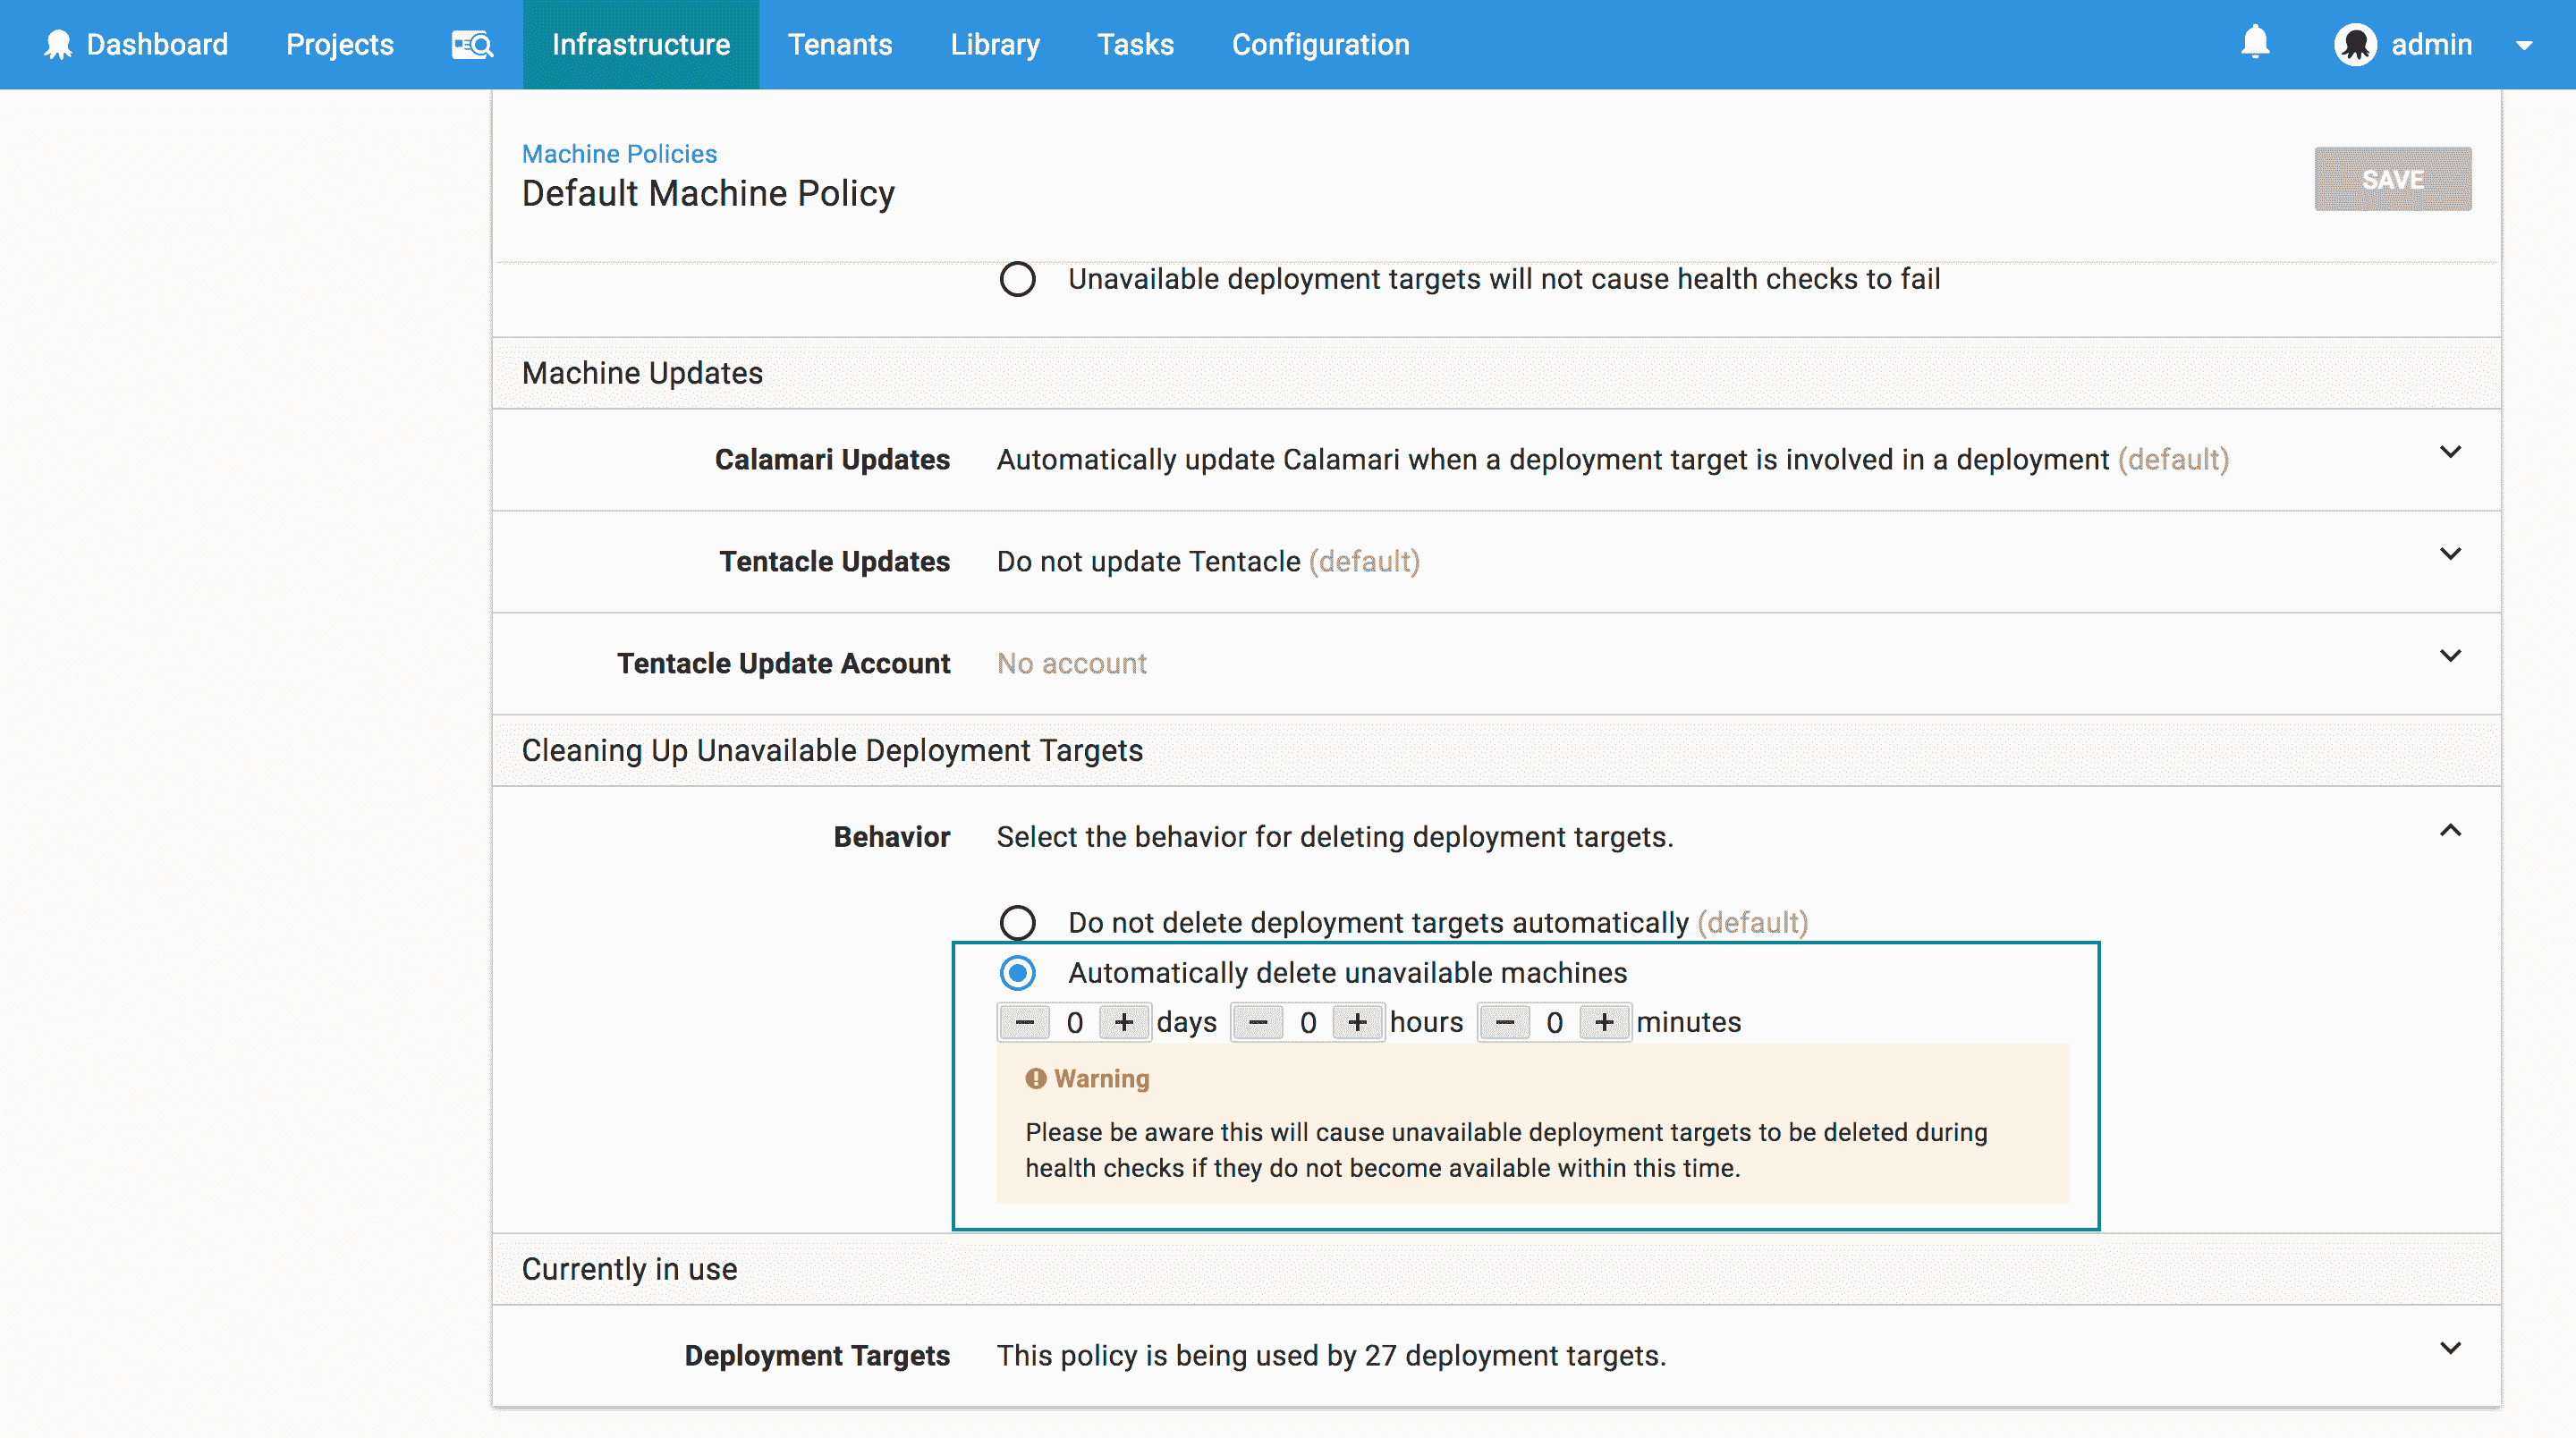 Dashboard Projects Infrastructure Tenants Library Tasks Configuration admin
Machine Policies
Default Machine Policy
SAVE
Unavailable deployment targets will not cause health checks to fail
Machine Updates
Calamari Updates Automatically update Calamari when a deployment target is involved in a deployment (default)
Tentacle Updates Do not update Tentacle (default)
Tentacle Update Account No account
Cleaning Up Unavailable Deployment Targets
Behavior Select the behavior for deleting deployment targets.
Do not delete deployment targets automatically (default)
Automatically delete unavailable machines
− 0 + days − 0 + hours − 0 + minutes
Warning
Please be aware this will cause unavailable deployment targets to be deleted during
health checks if they do not become available within this time.
Currently in use
Deployment Targets This policy is being used by 27 deployment targets.